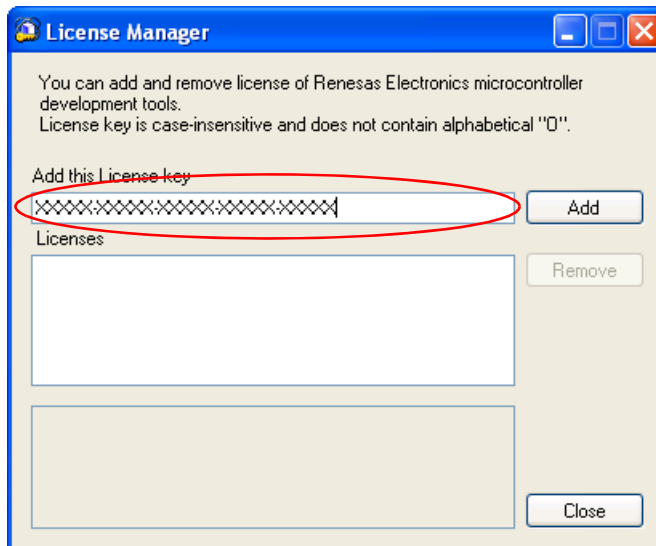 License Manager
You can add and remove license of Renesas Electronics microcontroller
development tools.
License key is case-insensitive and does not contain alphabetical "O".
Add this License key
XXXXX-XXXXX-XXXXX-XXXXX-XXXXX
Add
Licenses
Remove
Close